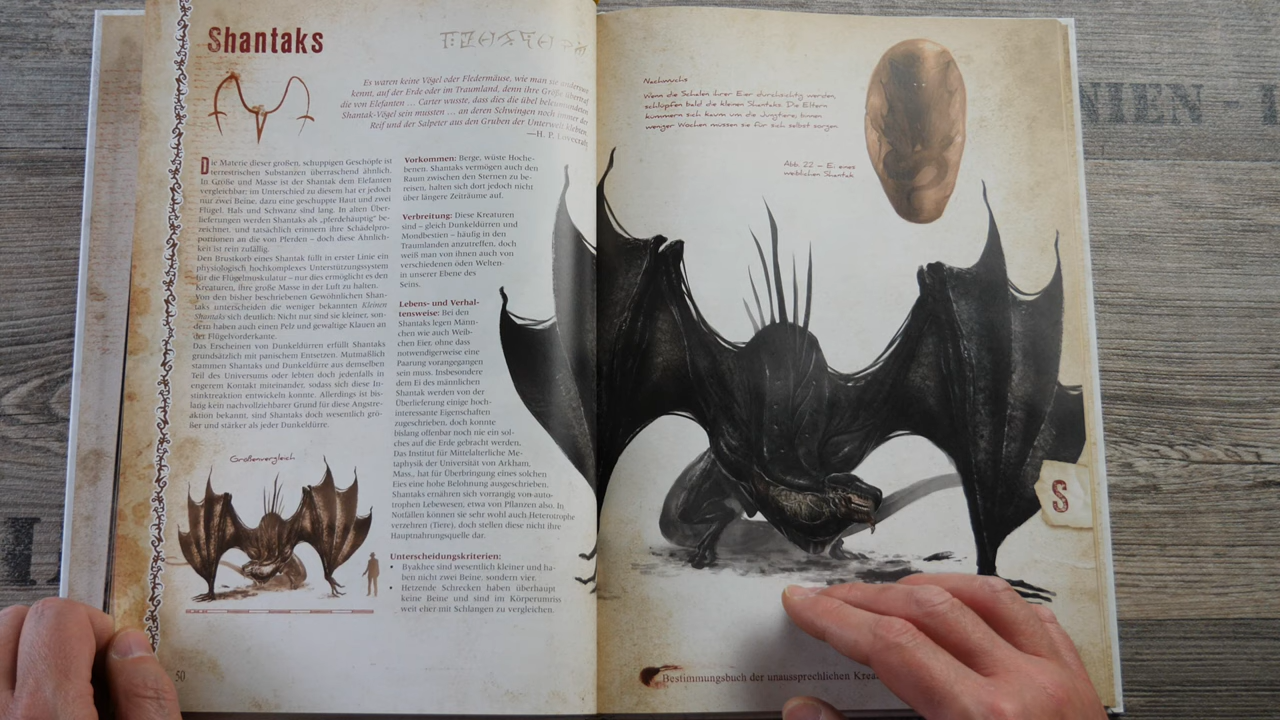 Shantaks
Es waren keine Vögel oder Fledermäuse, wie man sie
kennt, auf der Erde oder im Traumland, denn ihre Größe übertraf
die von Elefanten … Carter wusste, dass dies die übel beleumundeten
Shantak-Vögel sein mussten … an deren Schwingen noch immer der
Reif und der Salpeter aus den Gruben der Unterwelt klebten.
—H. P. Lovecraft
Die Materie dieser großen, schuppigen Geschöpfe ist
terrestrischen Substanzen überraschend ähnlich.
In Größe und Masse ist der Shantak dem Elefanten
vergleichbar; im Unterschied zu diesem hat er jedoch
nur zwei Beine, dazu eine geschuppte Haut und zwei
Flügel. Hals und Schwanz sind lang. In alten Über-
lieferungen werden Shantaks als „pferdehäuptig“ be-
zeichnet, und tatsächlich erinnern ihre Schädelpro-
portionen an die von Pferden – doch diese Ähnlich-
keit ist rein zufällig.
Den Brustkorb eines Shantak füllt in erster Linie ein
physiologisch hochkomplexes Unterstützungssystem
für die Flügelmuskulatur – nur dies ermöglicht es den
Kreaturen, ihre große Masse in der Luft zu halten.
Von den bisher beschriebenen Gewöhnlichen Shan-
taks unterscheiden die weniger bekannten Kleinen
Shantaks sich deutlich: Nicht nur sind sie kleiner, son-
dern haben auch einen Pelz und gewaltige Klauen an
der Flügelvorderkante.
Das Erscheinen von Dunkeldürren erfüllt Shantaks
grundsätzlich mit panischem Entsetzen. Mutmaßlich
stammen Shantaks und Dunkeldürre aus demselben
Teil des Universums oder lebten doch jedenfalls in
engerem Kontakt miteinander, sodass sich diese In-
stinktreaktion entwickeln konnte. Allerdings ist bis-
lang kein nachvollziehbarer Grund für diese Angstre-
aktion bekannt, sind Shantaks doch wesentlich grö-
ßer und stärker als jeder Dunkeldürre.
Größenvergleich
Vorkommen: Berge, wüste Hoche-
benen. Shantaks vermögen auch den
Raum zwischen den Sternen zu be-
reisen, halten sich dort jedoch nicht
über längere Zeiträume auf.
Verbreitung: Diese Kreaturen
sind – gleich Dunkeldürren und
Mondbestien – häufig in den
Traumlanden anzutreffen, doch
weiß man von ihnen auch von
verschiedenen öden Welten
in unserer Ebene des
Seins.
Lebens- und Verhal-
tensweise: Bei den
Shantaks legen Männ-
chen wie auch Weib-
chen Eier, ohne dass
notwendigerweise eine
Paarung vorangegangen
sein muss. Insbesondere
dem Ei des männlichen
Shantak werden von der
Überlieferung einige hoch-
interessante Eigenschaften
zugeschrieben, doch konnte
bislang offenbar noch nie ein sol-
ches auf die Erde gebracht werden.
Das Institut für Mittelalterliche Me-
taphysik der Universität von Arkham,
Mass., hat für Überbringung eines solchen
Eies eine hohe Belohnung ausgeschrieben.
Shantaks ernähren sich vorrangig von auto-
trophen Lebewesen, etwa von Pflanzen also. In
Notfällen können sie sehr wohl auch Heterotrophe
verzehren (Tiere), doch stellen diese nicht ihre
Hauptnahrungsquelle dar.
Unterscheidungskriterien:
• Byakhee sind wesentlich kleiner und ha-
ben nicht zwei Beine, sondern vier.
• Hetzende Schrecken haben überhaupt
keine Beine und sind im Körperumriss
weit eher mit Schlangen zu vergleichen.
50
Nachwuchs
Wenn die Schalen ihrer Eier durchsichtig werden,
schlüpfen bald die kleinen Shantaks. Die Eltern
kümmern sich kaum um die Jungtiere, binnen
weniger Wochen müssen sie für sich selbst sorgen.
Abb. 22 – Ei eines
weiblichen Shantak
S
Bestimmungsbuch der unaussprechlichen
NIEN